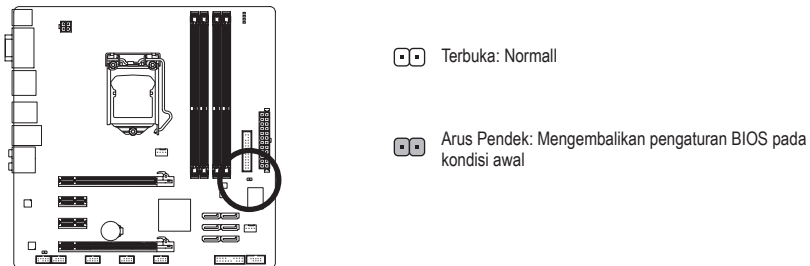 Terbuka: Normall
Arus Pendek: Mengembalikan pengaturan BIOS pada
kondisi awal